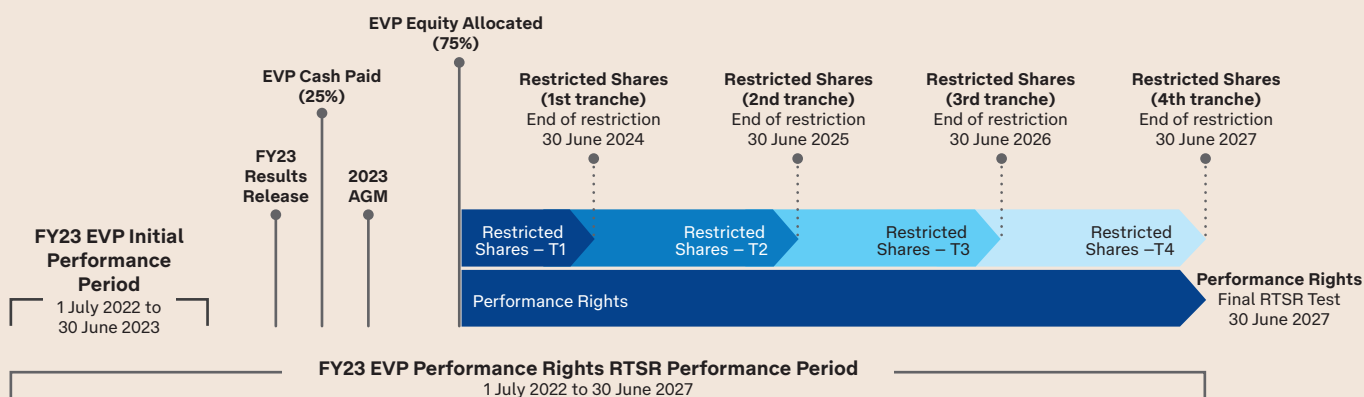 EVP Equity Allocated
(75%)
EVP Cash Paid
(25%)
FY23
Results
Release
2023
AGM
Restricted Shares
(1st tranche)
End of restriction
30 June 2024
Restricted Shares
(2nd tranche)
End of restriction
30 June 2025
Restricted Shares
(3rd tranche)
End of restriction
30 June 2026
Restricted Shares
(4th tranche)
End of restriction
30 June 2027
FY23 EVP Initial
Performance
Period
1 July 2022 to
30 June 2023
Restricted
Shares – T1
Restricted
Shares – T2
Restricted
Shares – T3
Restricted
Shares –T4
Performance Rights
Performance Rights
Final RTSR Test
30 June 2027
FY23 EVP Performance Rights RTSR Performance Period
1 July 2022 to 30 June 2027